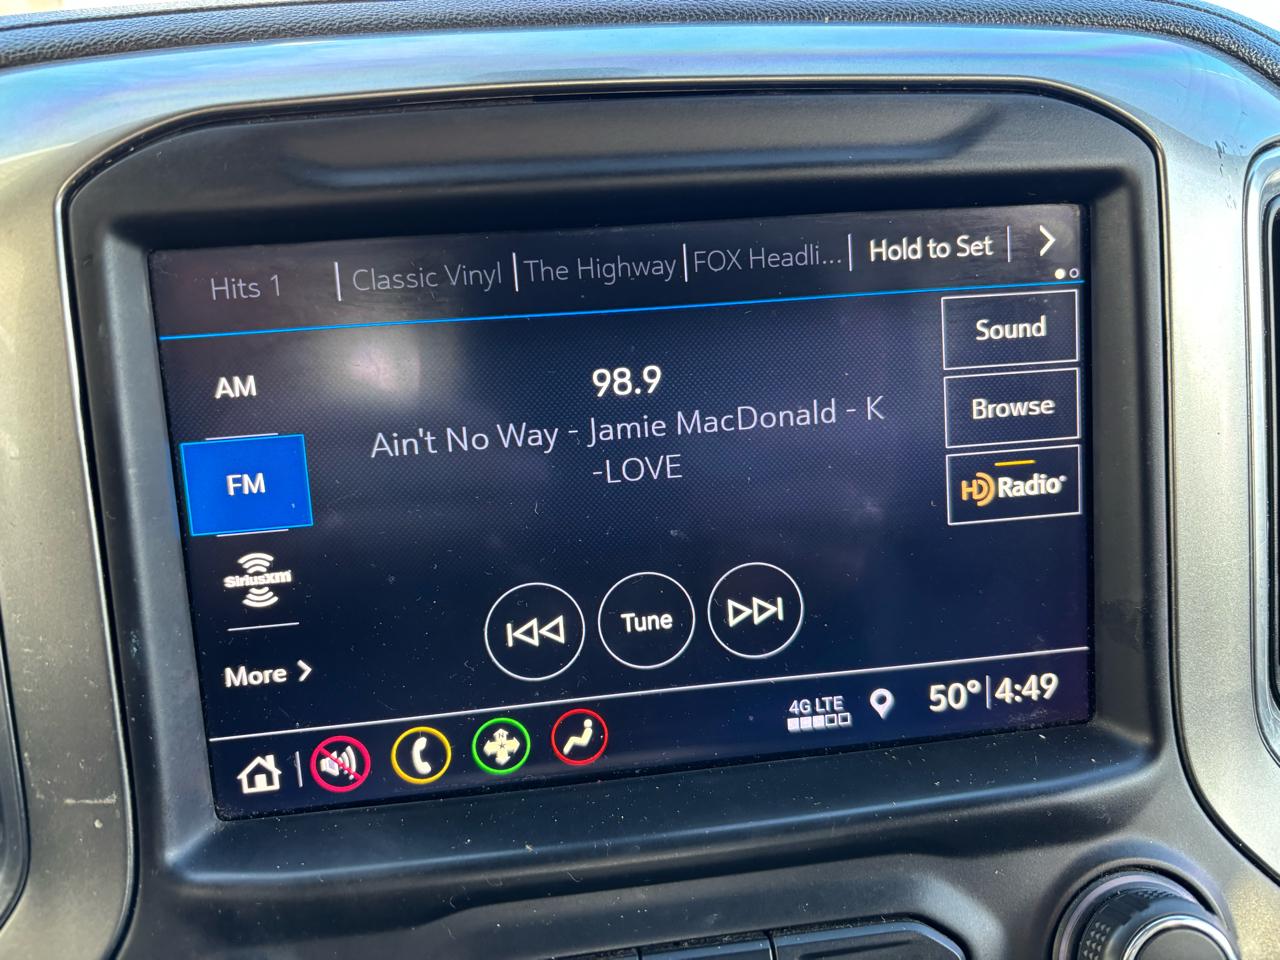 Hits 1 | Classic Vinyl | The Highway | FOX Headli... | Hold to Set |
Sound
AM
98.9
Browse
Ain't No Way - Jamie MacDonald - K
-LOVE
FM
HD Radio
SiriusXM
Tune
More
4G LTE
50° | 4:49